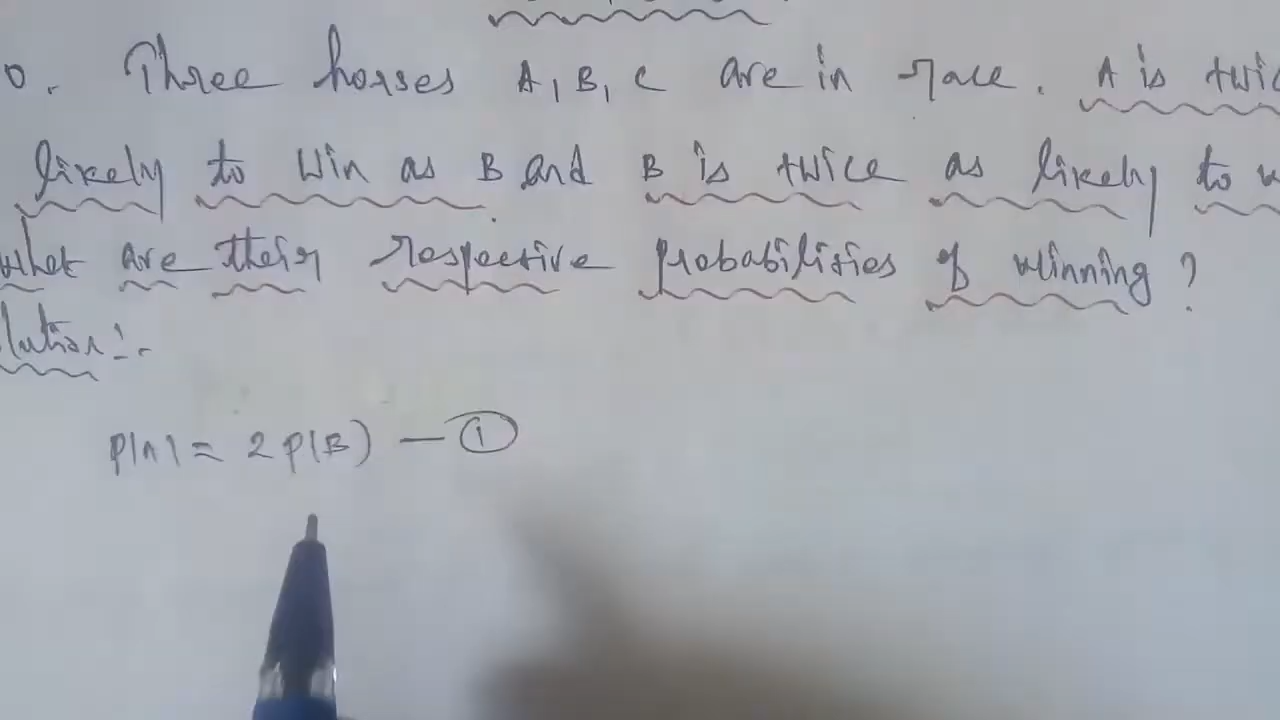 0. Three horses A, B, C are in race. A is twic
likely to win as B and B is twice as likely to w
what are their respective probabilities of winning?
lution:-
P(A) = 2 P(B) — ①